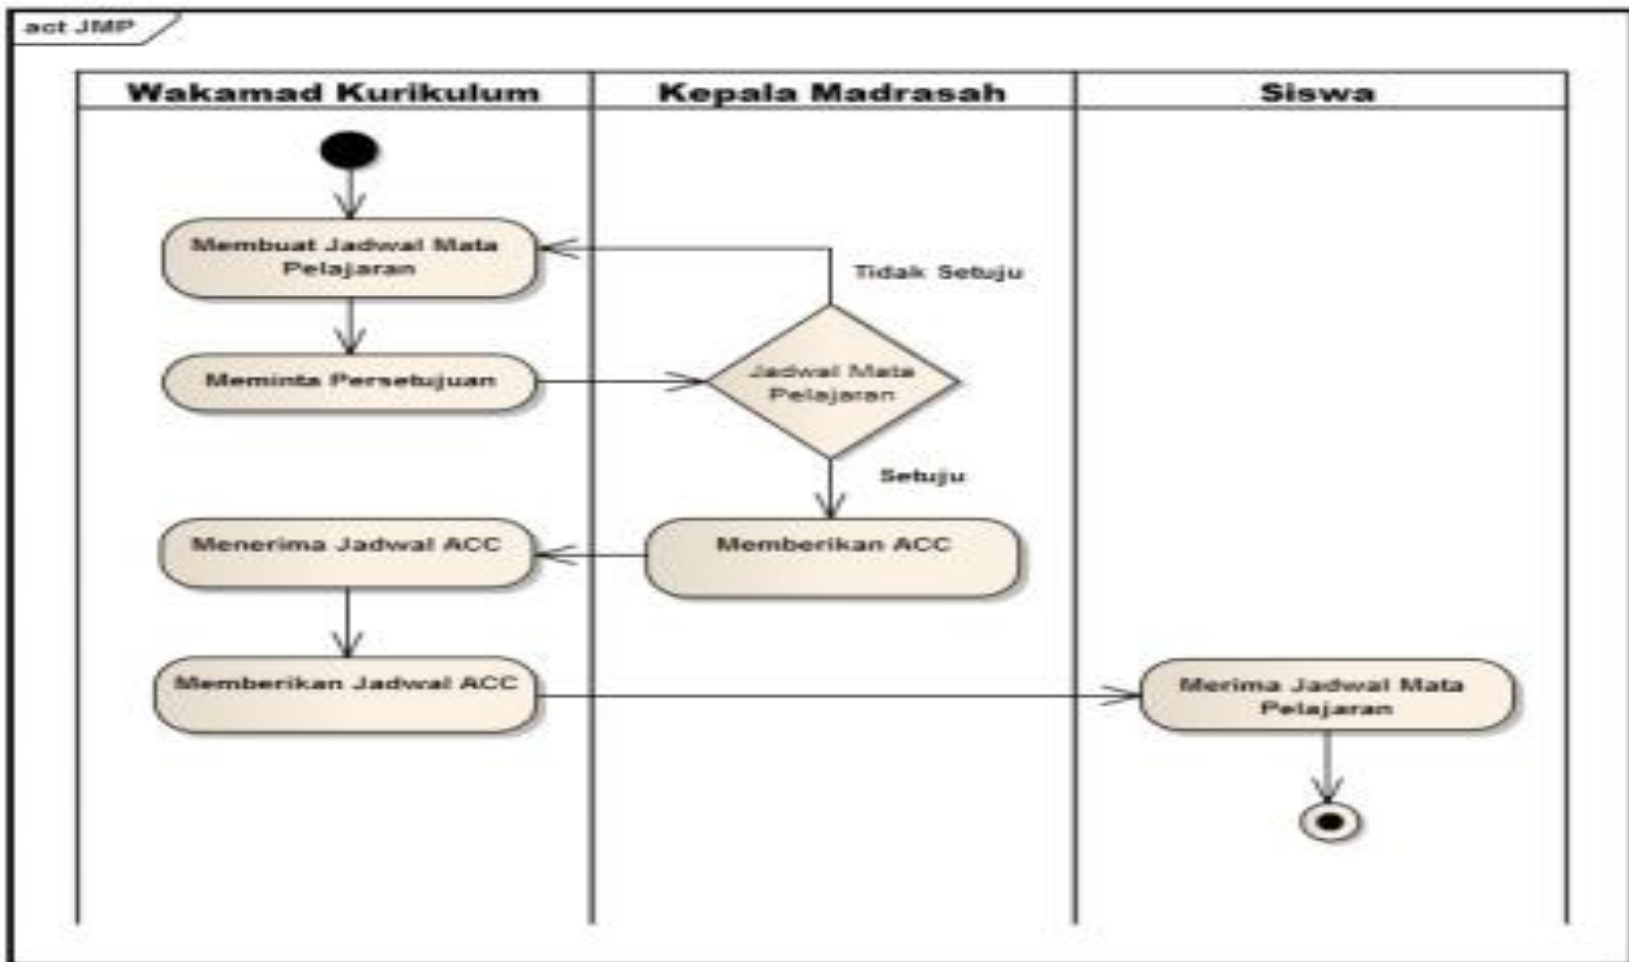 act JMP
Wakamad Kurikulum
Kepala Madrasah
Siswa
Membuat Jadwal Mata
Pelajaran
Tidak Setuju
Meminta Persetujuan
Jadwal Mata
Pelajaran
Setuju
Menerima Jadwal ACC
Memberikan ACC
Memberikan Jadwal ACC
Merima Jadwal Mata
Pelajaran